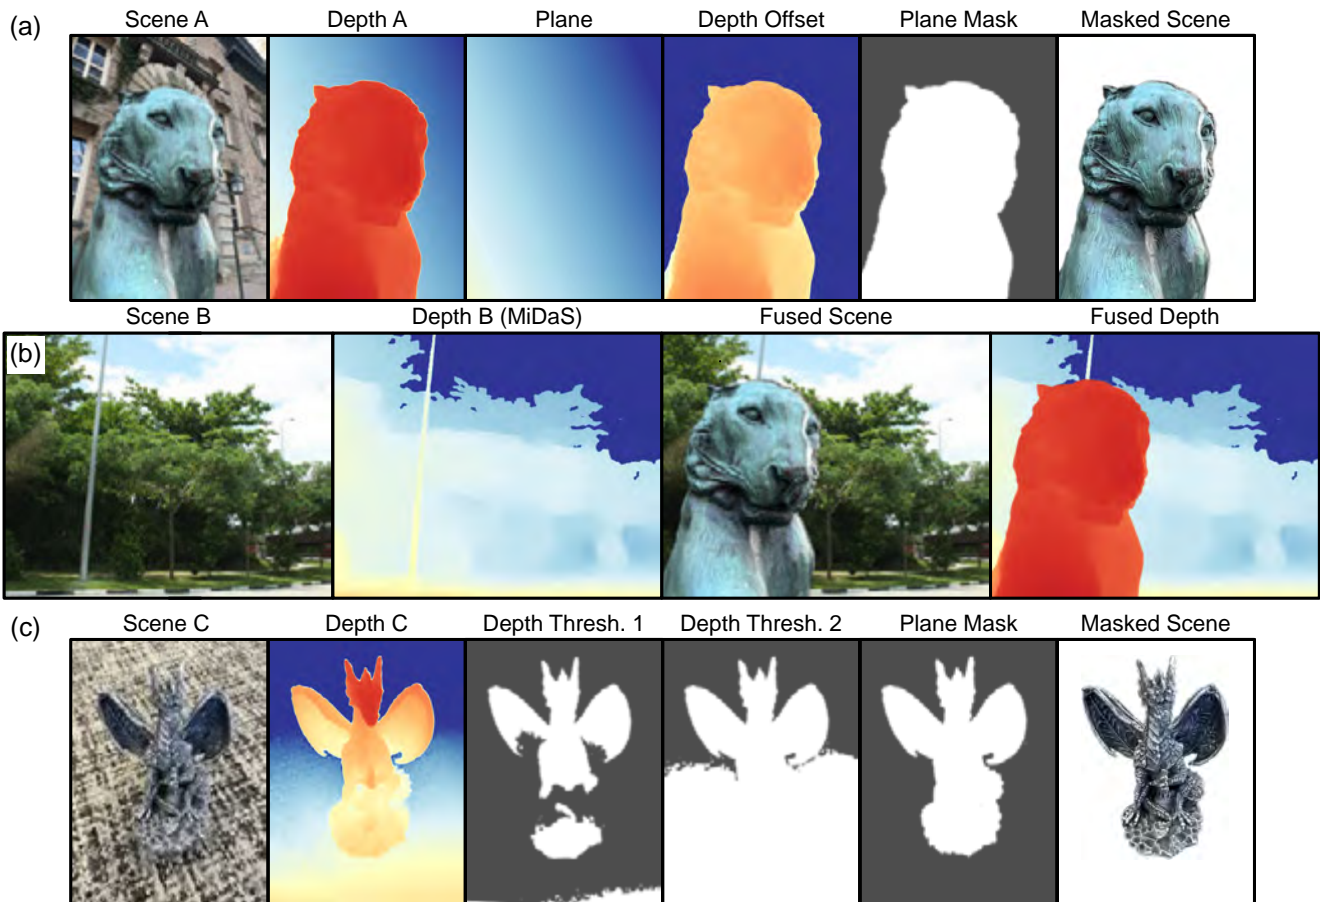 (a)
Scene A Depth A Plane Depth Offset Plane Mask Masked Scene
(b)
Scene B Depth B (MiDaS) Fused Scene Fused Depth
(c)
Scene C Depth C Depth Thresh. 1 Depth Thresh. 2 Plane Mask Masked Scene